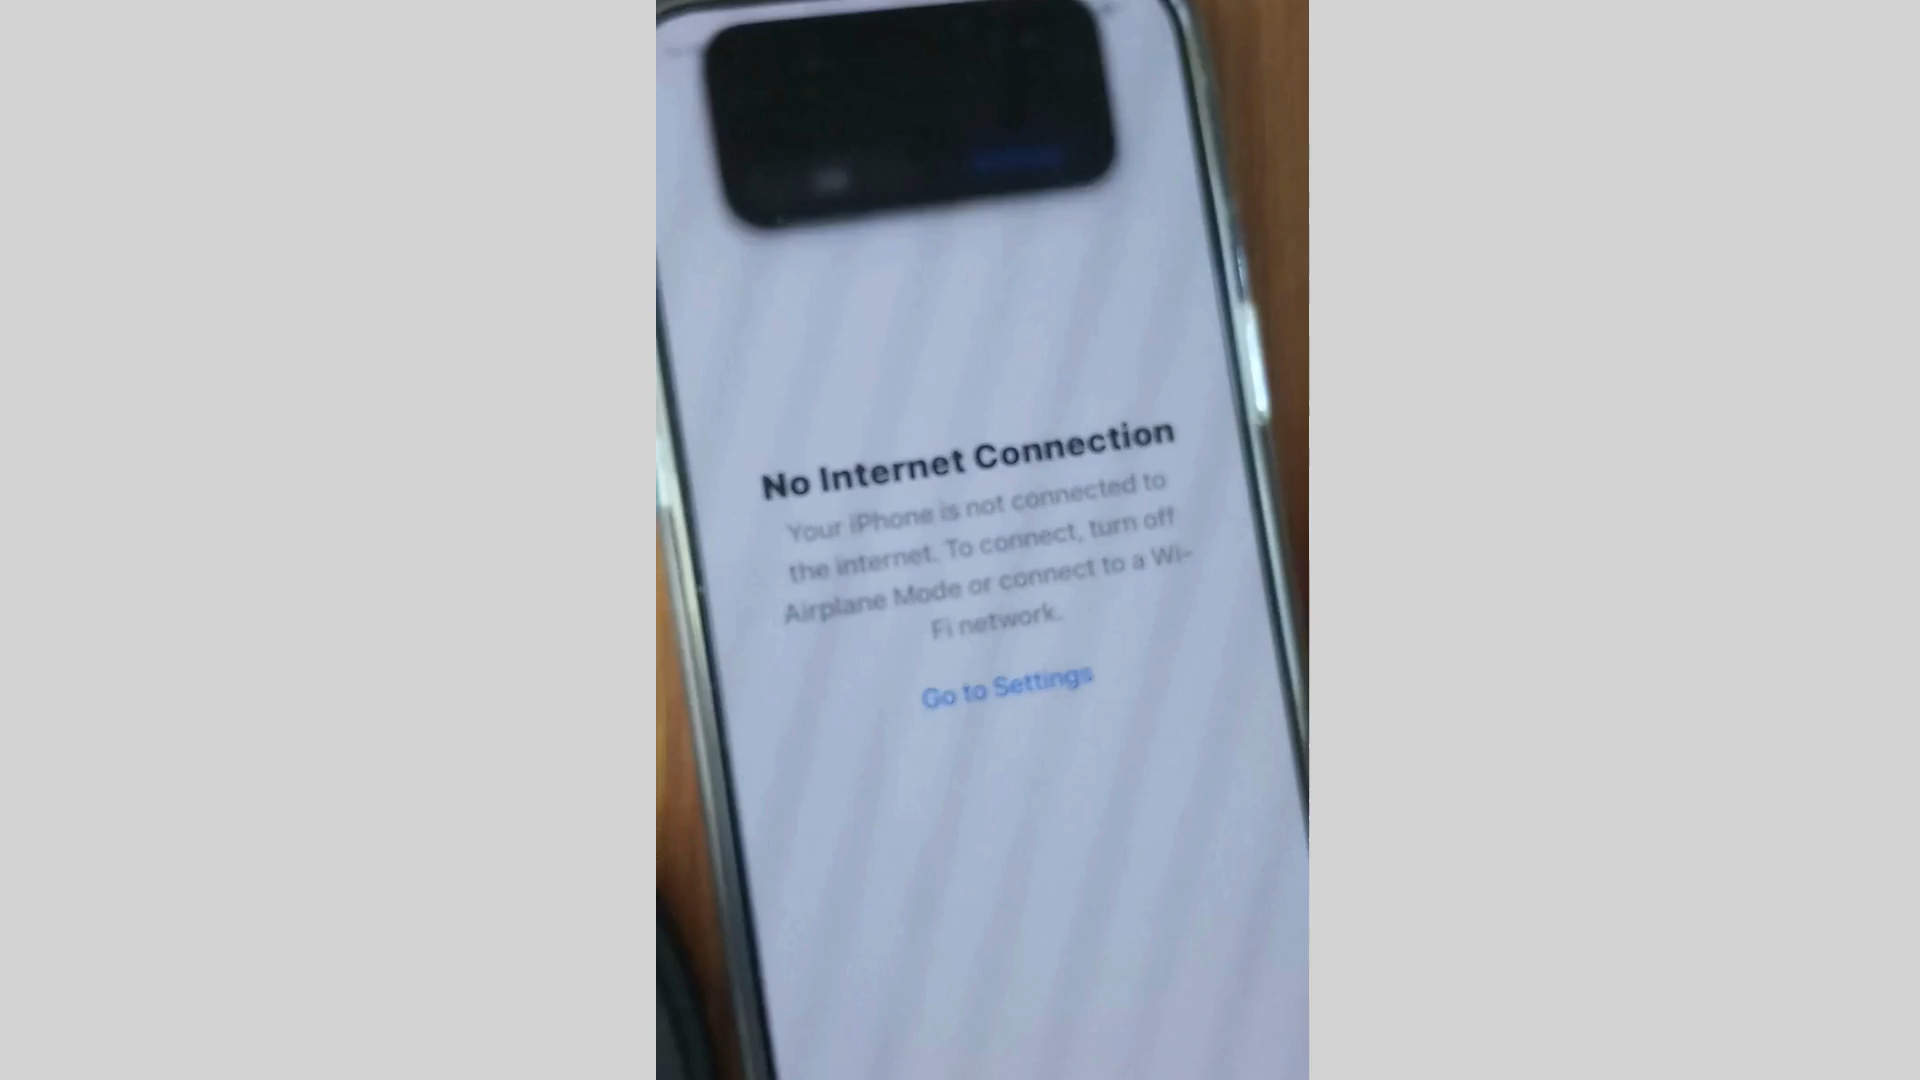 No Internet Connection
Your iPhone is not connected to
the internet. To connect, turn off
Airplane Mode or connect to a Wi-
Fi network.
Go to Settings